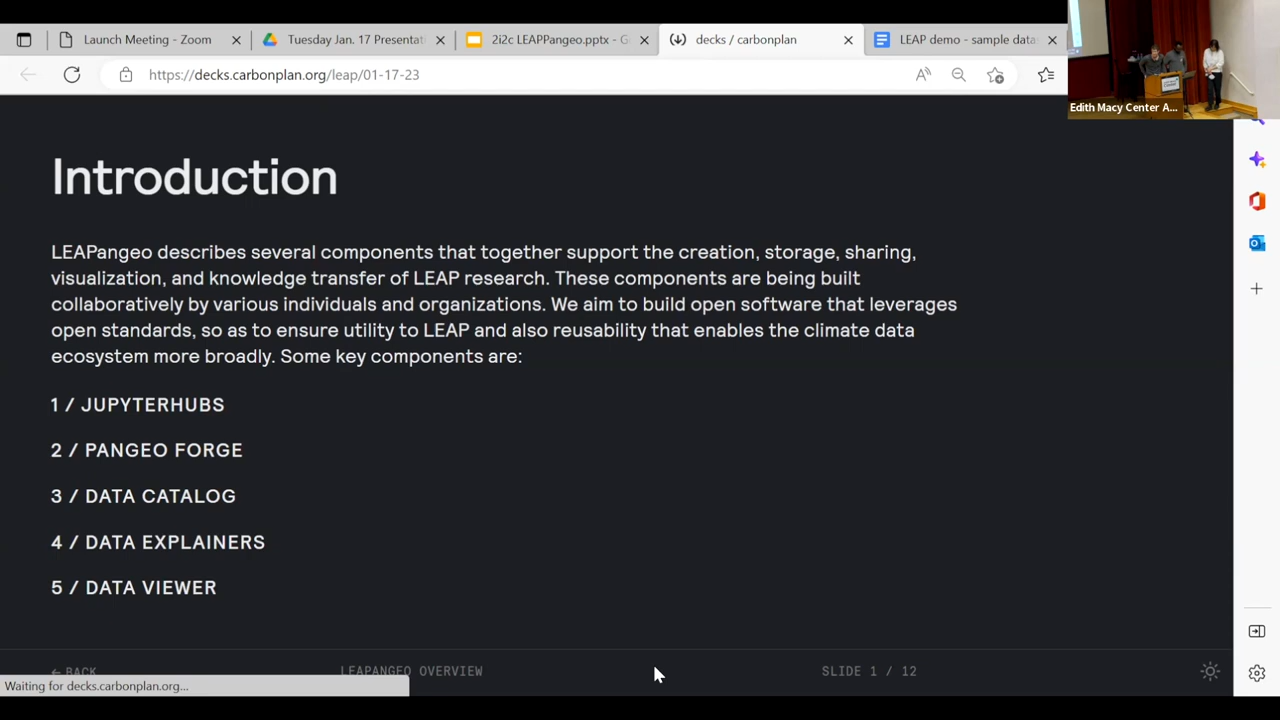 Launch Meeting - Zoom
Tuesday Jan. 17 Presentat
2i2c LEAPPangeo.pptx - G
decks / carbonplan
LEAP demo - sample data
https://decks.carbonplan.org/leap/01-17-23
Edith Macy Center A...
Introduction
LEAPangeo describes several components that together support the creation, storage, sharing,
visualization, and knowledge transfer of LEAP research. These components are being built
collaboratively by various individuals and organizations. We aim to build open software that leverages
open standards, so as to ensure utility to LEAP and also reusability that enables the climate data
ecosystem more broadly. Some key components are:
1 / JUPYTERHUBS
2 / PANGEO FORGE
3 / DATA CATALOG
4 / DATA EXPLAINERS
5 / DATA VIEWER
← BACK
LEAPANGEO OVERVIEW
SLIDE 1 / 12
Waiting for decks.carbonplan.org...